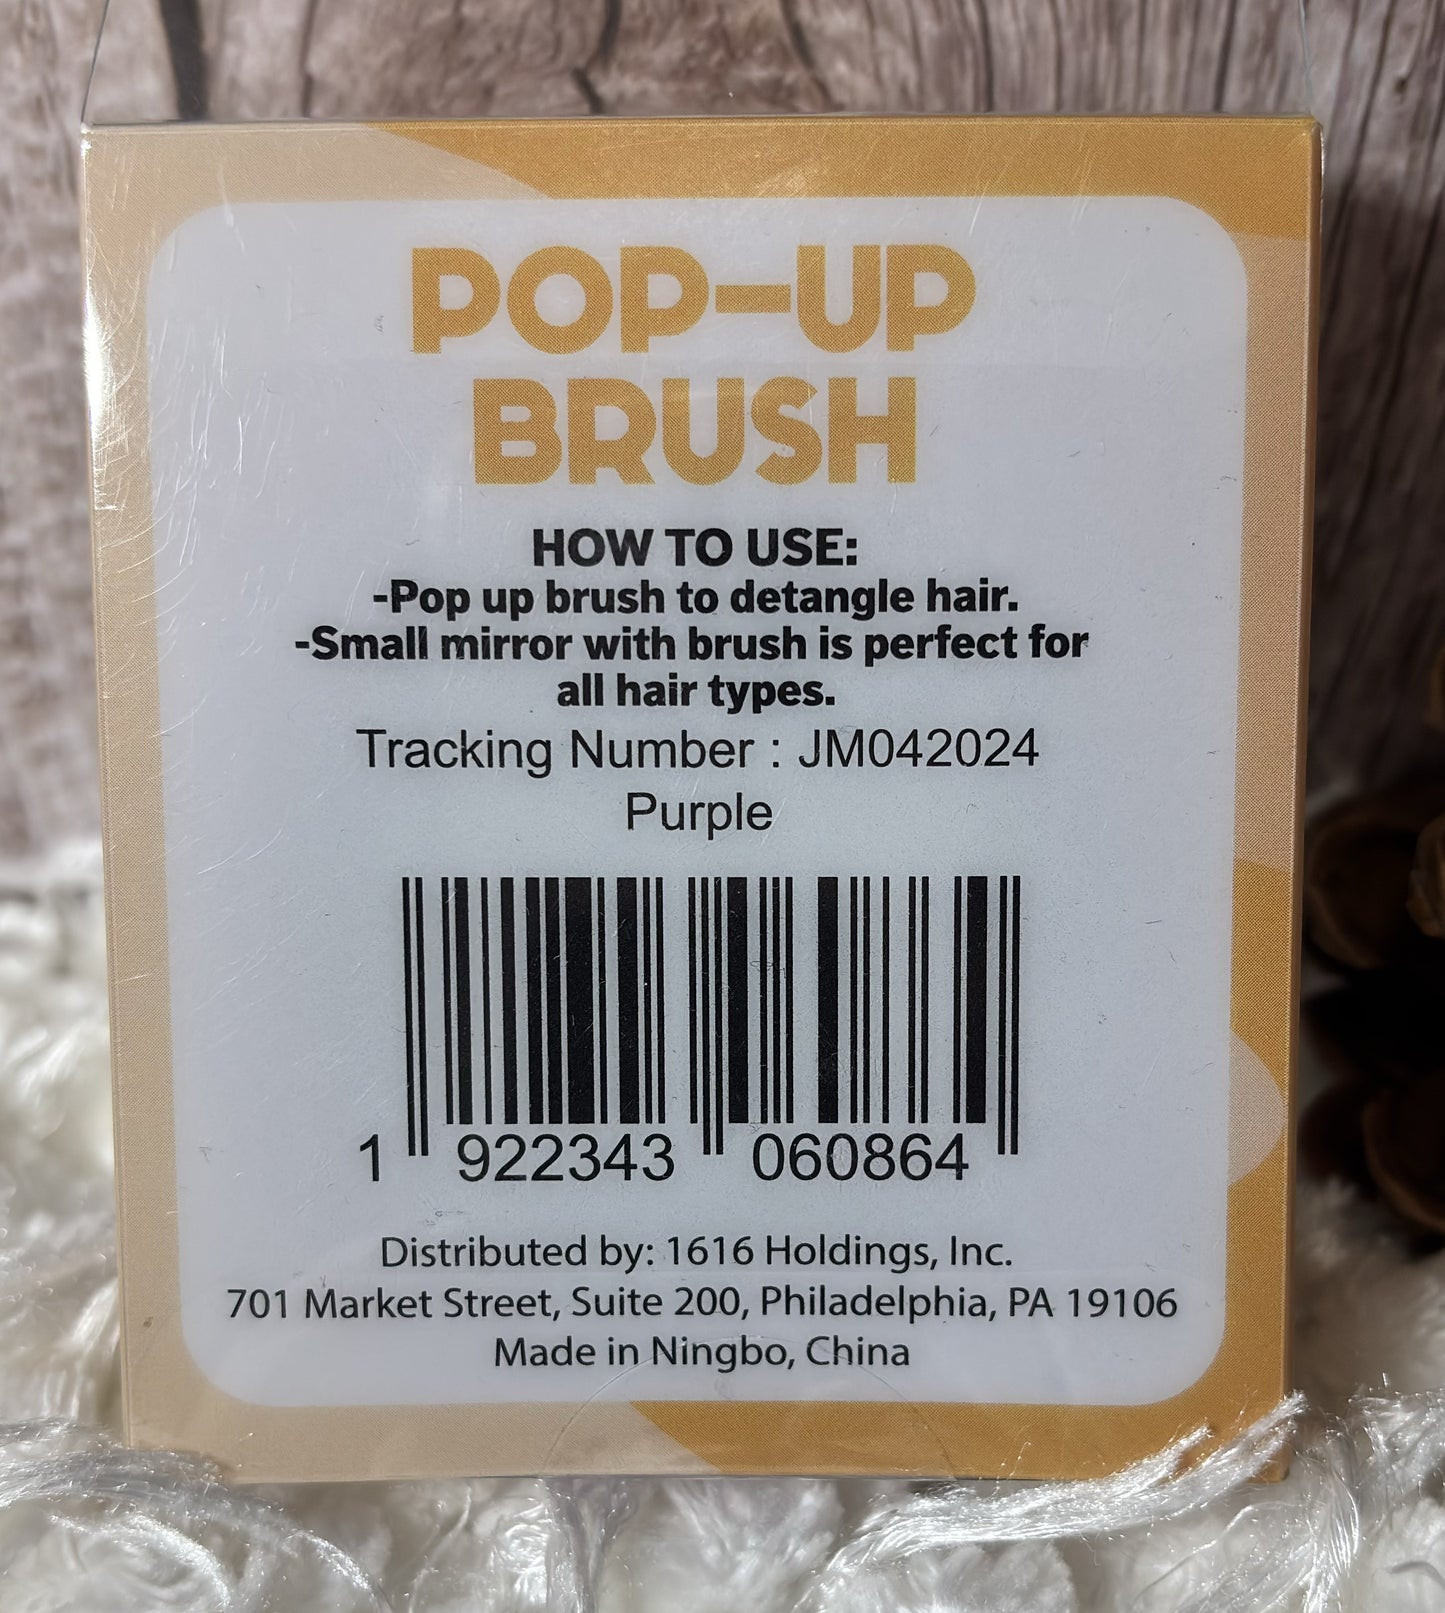 POP-UP
BRUSH
HOW TO USE:
-Pop up brush to detangle hair.
-Small mirror with brush is perfect for
all hair types.
Tracking Number : JM042024
Purple
1 922343 060864
Distributed by: 1616 Holdings, Inc.
701 Market Street, Suite 200, Philadelphia, PA 19106
Made in Ningbo, China